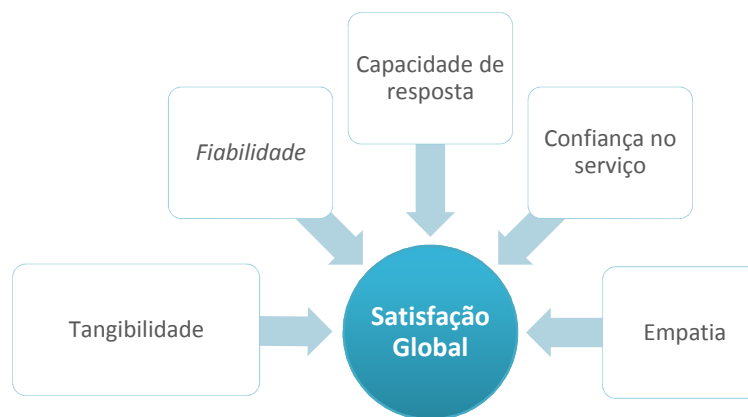 Capacidade de
resposta
Fiabilidade
Confiança no
serviço
Tangibilidade
Satisfação
Global
Empatia